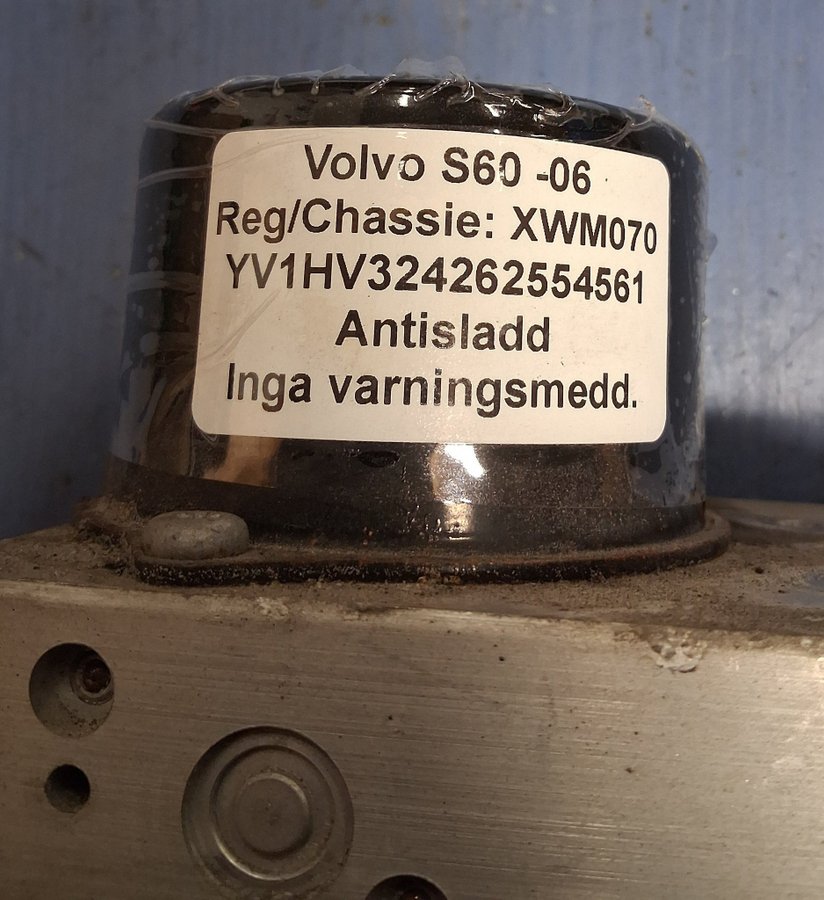 Volvo S60 -06
Reg/Chassie: XWM070
YV1HV324262554561
Antisladd
Inga varningsmedd.